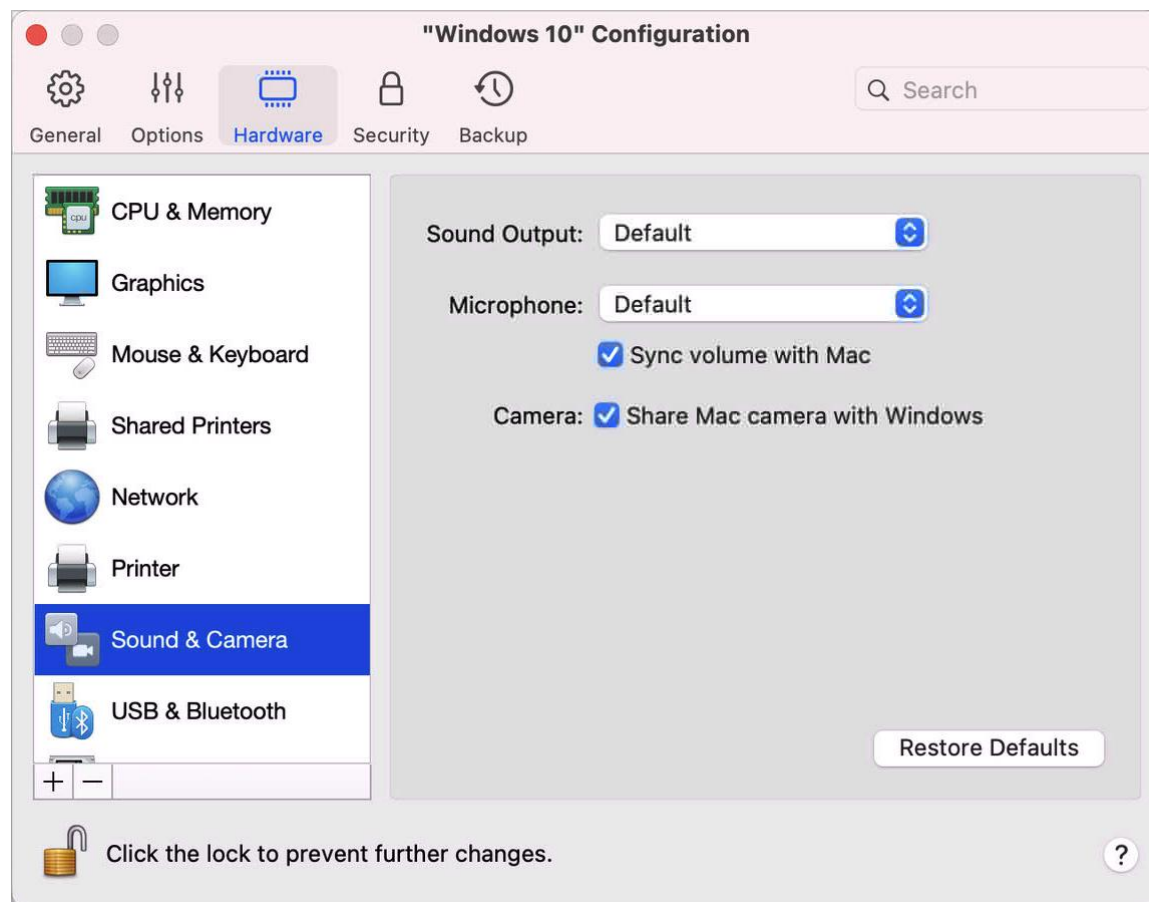 "Windows 10" Configuration
General Options Hardware Security Backup
Search
CPU & Memory
Graphics
Mouse & Keyboard
Shared Printers
Network
Printer
Sound & Camera
USB & Bluetooth
Sound Output: Default
Microphone: Default
Sync volume with Mac
Camera: Share Mac camera with Windows
Restore Defaults
Click the lock to prevent further changes.
?
cpu